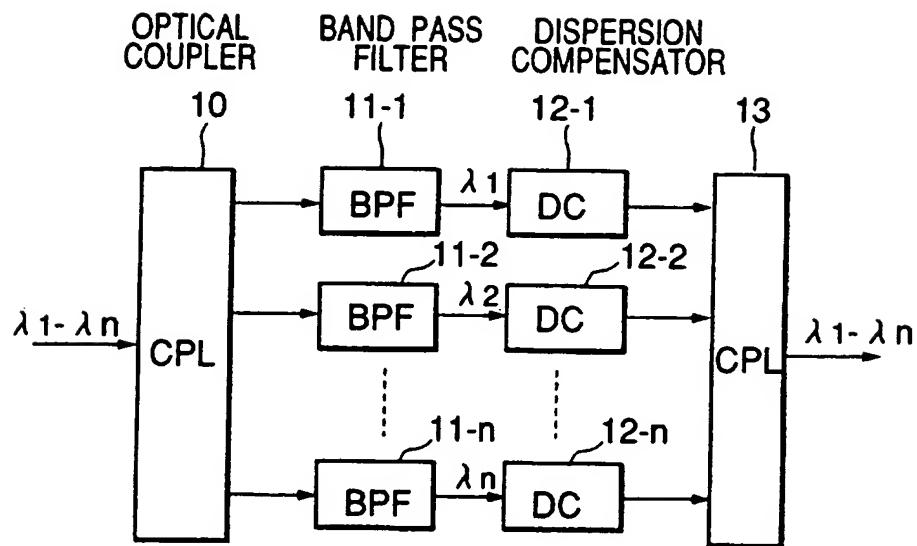 OPTICAL COUPLER
BAND PASS FILTER
DISPERSION COMPENSATOR
10
11-1
12-1
13
BPF
λ1
DC
11-2
12-2
BPF
λ2
DC
λ1-λn
CPL
CPL
λ1-λn
11-n
12-n
BPF
λn
DC